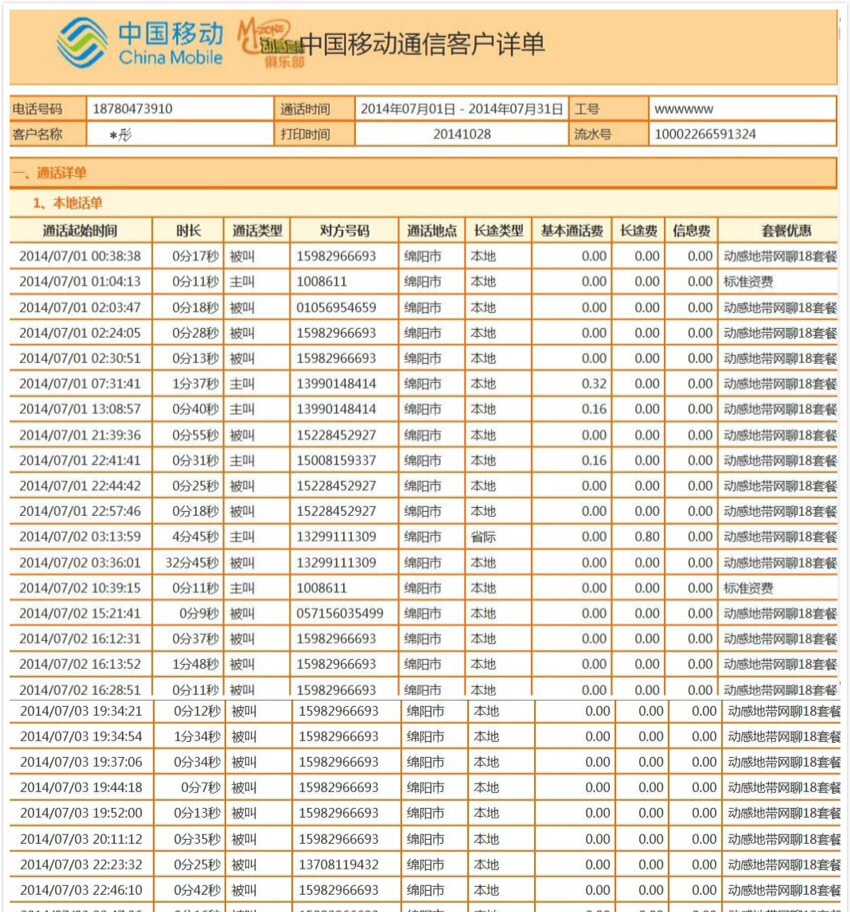 中国移动 China Mobile M-ZONE 俱乐部 中国移动通信客户详单
电话号码 18780473910 通话时间 2014年07月01日 - 2014年07月31日 工号 wwwwww
客户名称 *彤 打印时间 20141028 流水号 10002266591324
一、通话详单
1、本地话单
通话起始时间 时长 通话类型 对方号码 通话地点 长途类型 基本通话费 长途费 信息费 套餐优惠
2014/07/01 00:38:38 0分17秒 被叫 15982966693 绵阳市 本地 0.00 0.00 0.00 动感地带网聊18套餐
2014/07/01 01:04:13 0分11秒 主叫 1008611 绵阳市 本地 0.00 0.00 0.00 标准资费
2014/07/01 02:03:47 0分18秒 被叫 01056954659 绵阳市 本地 0.00 0.00 0.00 动感地带网聊18套餐
2014/07/01 02:24:05 0分28秒 被叫 15982966693 绵阳市 本地 0.00 0.00 0.00 动感地带网聊18套餐
2014/07/01 02:30:51 0分13秒 被叫 15982966693 绵阳市 本地 0.00 0.00 0.00 动感地带网聊18套餐
2014/07/01 07:31:41 1分37秒 主叫 13990148414 绵阳市 本地 0.32 0.00 0.00 动感地带网聊18套餐
2014/07/01 13:08:57 0分40秒 主叫 13990148414 绵阳市 本地 0.16 0.00 0.00 动感地带网聊18套餐
2014/07/01 21:39:36 0分55秒 被叫 15228452927 绵阳市 本地 0.00 0.00 0.00 动感地带网聊18套餐
2014/07/01 22:41:41 0分31秒 主叫 15008159337 绵阳市 本地 0.16 0.00 0.00 动感地带网聊18套餐
2014/07/01 22:44:42 0分25秒 被叫 15228452927 绵阳市 本地 0.00 0.00 0.00 动感地带网聊18套餐
2014/07/01 22:57:46 0分18秒 被叫 15228452927 绵阳市 本地 0.00 0.00 0.00 动感地带网聊18套餐
2014/07/02 03:13:59 4分45秒 主叫 13299111309 绵阳市 省际 0.00 0.80 0.00 动感地带网聊18套餐
2014/07/02 03:36:01 32分45秒 被叫 13299111309 绵阳市 本地 0.00 0.00 0.00 动感地带网聊18套餐
2014/07/02 10:39:15 0分11秒 主叫 1008611 绵阳市 本地 0.00 0.00 0.00 标准资费
2014/07/02 15:21:41 0分9秒 被叫 057156035499 绵阳市 本地 0.00 0.00 0.00 动感地带网聊18套餐
2014/07/02 16:12:31 0分37秒 被叫 15982966693 绵阳市 本地 0.00 0.00 0.00 动感地带网聊18套餐
2014/07/02 16:13:52 1分48秒 被叫 15982966693 绵阳市 本地 0.00 0.00 0.00 动感地带网聊18套餐
2014/07/02 16:28:51 0分11秒 被叫 15982966693 绵阳市 本地 0.00 0.00 0.00 动感地带网聊18套餐
2014/07/03 19:34:21 0分12秒 被叫 15982966693 绵阳市 本地 0.00 0.00 0.00 动感地带网聊18套餐
2014/07/03 19:34:54 1分34秒 被叫 15982966693 绵阳市 本地 0.00 0.00 0.00 动感地带网聊18套餐
2014/07/03 19:37:06 0分34秒 被叫 15982966693 绵阳市 本地 0.00 0.00 0.00 动感地带网聊18套餐
2014/07/03 19:44:18 0分7秒 被叫 15982966693 绵阳市 本地 0.00 0.00 0.00 动感地带网聊18套餐
2014/07/03 19:52:00 0分13秒 被叫 15982966693 绵阳市 本地 0.00 0.00 0.00 动感地带网聊18套餐
2014/07/03 20:11:12 0分35秒 被叫 15982966693 绵阳市 本地 0.00 0.00 0.00 动感地带网聊18套餐
2014/07/03 22:23:32 0分25秒 被叫 13708119432 绵阳市 本地 0.00 0.00 0.00 动感地带网聊18套餐
2014/07/03 22:46:10 0分42秒 被叫 15982966693 绵阳市 本地 0.00 0.00 0.00 动感地带网聊18套餐